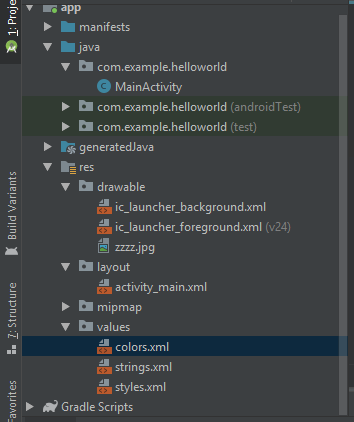 app
manifests
java
com.example.helloworld
MainActivity
com.example.helloworld (androidTest)
com.example.helloworld (test)
generatedJava
res
drawable
ic_launcher_background.xml
ic_launcher_foreground.xml (v24)
zzzz.jpg
layout
activity_main.xml
mipmap
values
colors.xml
strings.xml
styles.xml
Gradle Scripts
1: Proje
Build Variants
7: Structure
Favorites